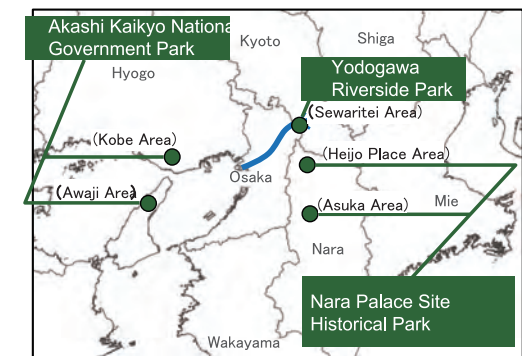 Akashi Kaikyo Nationa
Government Park
Kyoto
Shiga
Hyogo
Yodogawa
Riverside Park
(Sewaritei Area)
(Kobe Area)
(Heijo Place Area)
Osaka
(Awaji Area)
(Asuka Area)
Mie
Nara
Nara Palace Site
Historical Park
Wakayama